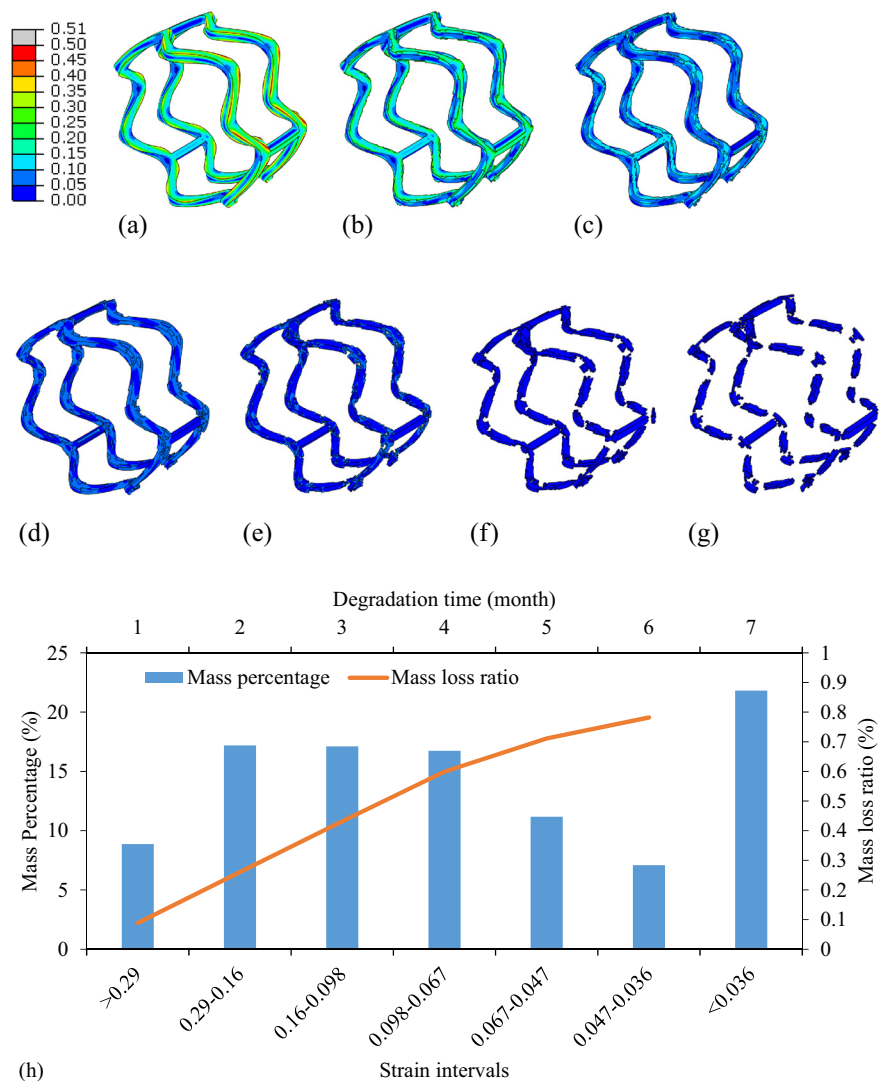 0.51
0.50
0.45
0.40
0.35
0.30
0.25
0.20
0.15
0.10
0.05
0.00
(a)
(b)
(c)
(d)
(e)
(f)
(g)
Degradation time (month)
1 2 3 4 5 6 7
Mass percentage
Mass loss ratio
Mass Percentage (%)
25
20
15
10
5
0
1
0.9
0.8
0.7
0.6
0.5
0.4
0.3
0.2
0.1
0
Mass loss ratio (%)
>0.29
0.29-0.16
0.16-0.098
0.098-0.067
0.067-0.047
0.047-0.036
<0.036
(h)
Strain intervals